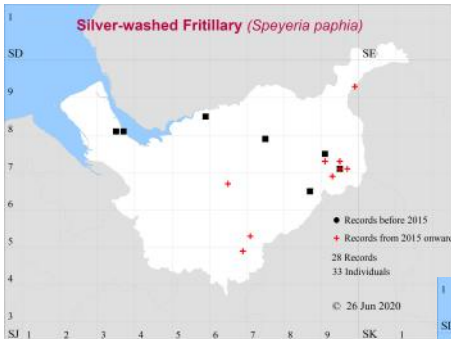 Silver-washed Fritillary (Speyeria paphia)
1
SD
SE
9
8
7
6
5
4
3
Records before 2015
Records from 2015 onward
28 Records
33 Individuals
© 26 Jun 2020
1
SJ 1 2 3 4 5 6 7 8 9 SK 1